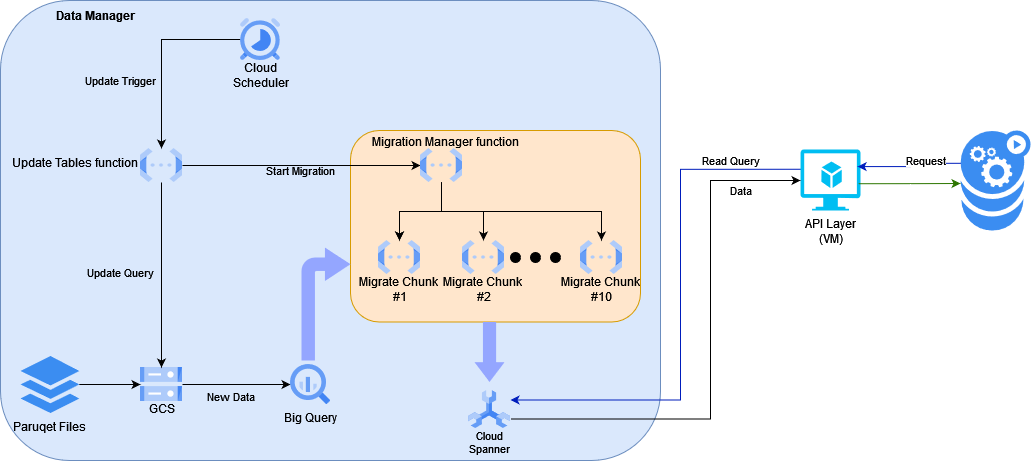 Data Manager
Cloud
Scheduler
Update Trigger
Update Tables function
Start Migration
Migration Manager function
Migrate Chunk
#1
Migrate Chunk
#2
Migrate Chunk
#10
Update Query
Paruqet Files
GCS
New Data
Big Query
Cloud
Spanner
Read Query
Data
API Layer
(VM)
Request